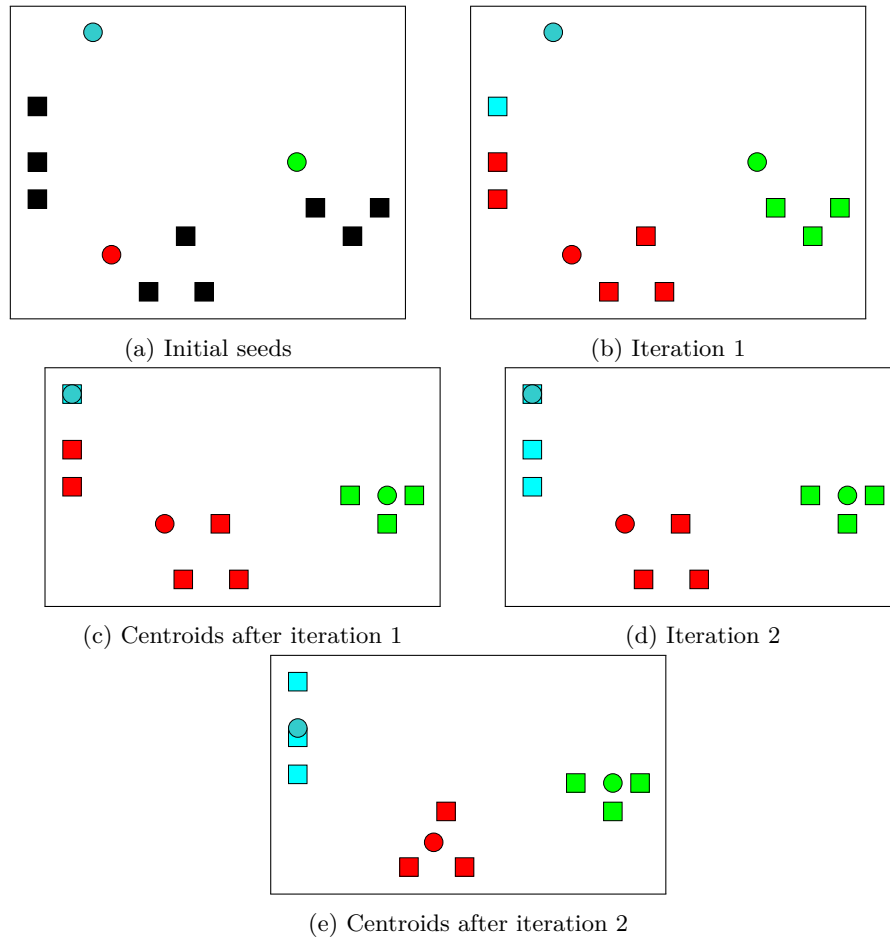 (a) Initial seeds
(b) Iteration 1
(c) Centroids after iteration 1
(d) Iteration 2
(e) Centroids after iteration 2